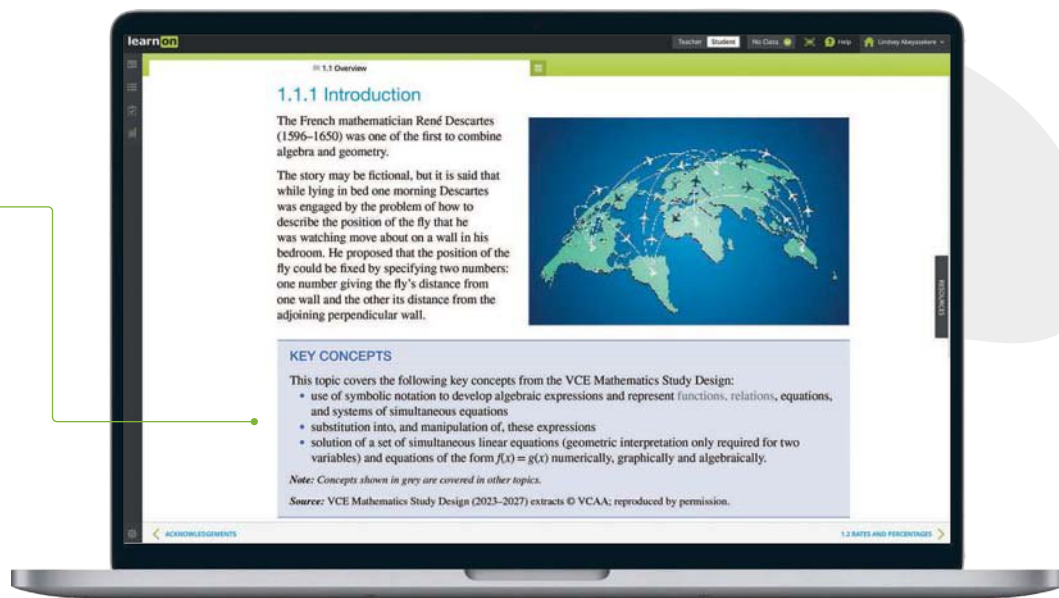 learnon
Teacher Student No Class Help Lindsey Abeyasekere
1.1 Overview
1.1.1 Introduction
The French mathematician René Descartes
(1596–1650) was one of the first to combine
algebra and geometry.
The story may be fictional, but it is said that
while lying in bed one morning Descartes
was engaged by the problem of how to
describe the position of the fly that he
was watching move about on a wall in his
bedroom. He proposed that the position of the
fly could be fixed by specifying two numbers:
one number giving the fly's distance from
one wall and the other its distance from the
adjoining perpendicular wall.
RESOURCES
KEY CONCEPTS
This topic covers the following key concepts from the VCE Mathematics Study Design:
• use of symbolic notation to develop algebraic expressions and represent functions, relations, equations,
and systems of simultaneous equations
• substitution into, and manipulation of, these expressions
• solution of a set of simultaneous linear equations (geometric interpretation only required for two
variables) and equations of the form f(x) = g(x) numerically, graphically and algebraically.
Note: Concepts shown in grey are covered in other topics.
Source: VCE Mathematics Study Design (2023–2027) extracts © VCAA; reproduced by permission.
ACKNOWLEDGEMENTS
1.2 RATES AND PERCENTAGES